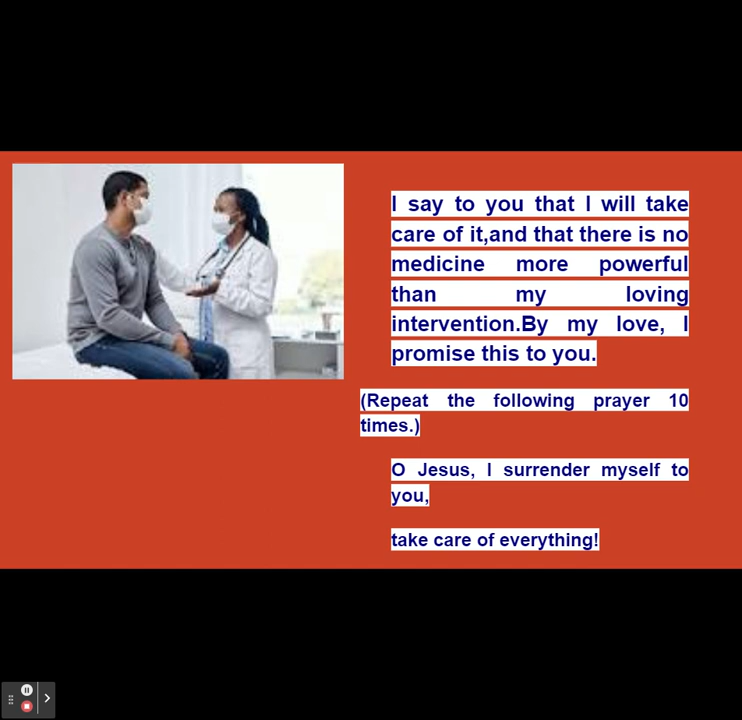 I say to you that I will take
care of it,and that there is no
medicine more powerful
than my loving
intervention.By my love, I
promise this to you.
(Repeat the following prayer 10
times.)
O Jesus, I surrender myself to
you,
take care of everything!